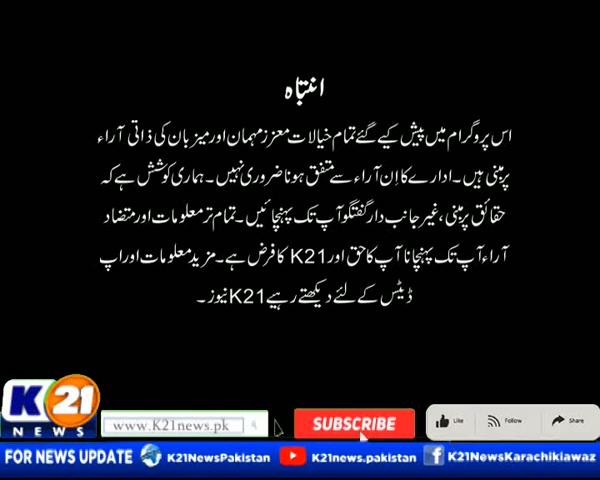 انتباہ
اس پروگرام میں پیش کیے گئے تمام خیالات معزز مہمان اور میزبان کی ذاتی آراء
پر مبنی ہیں۔ ادارے کا اِن آراء سے متفق ہونا ضروری نہیں۔ ہماری کوشش ہے کہ
حقائق پر مبنی، غیر جانب دار گفتگو آپ تک پہنچائیں۔ تمام تر معلومات اور متضاد
آراء آپ تک پہنچانا آپ کا حق اور K21 کا فرض ہے۔ مزید معلومات اور اپ
ڈیٹس کے لئے دیکھتے رہیے K21 نیوز۔
K21
NEWS
www.K21news.pk
SUBSCRIBE
Like
Follow
Share
FOR NEWS UPDATE
K21NewsPakistan
K21news.pakistan
K21NewsKarachikiawaz